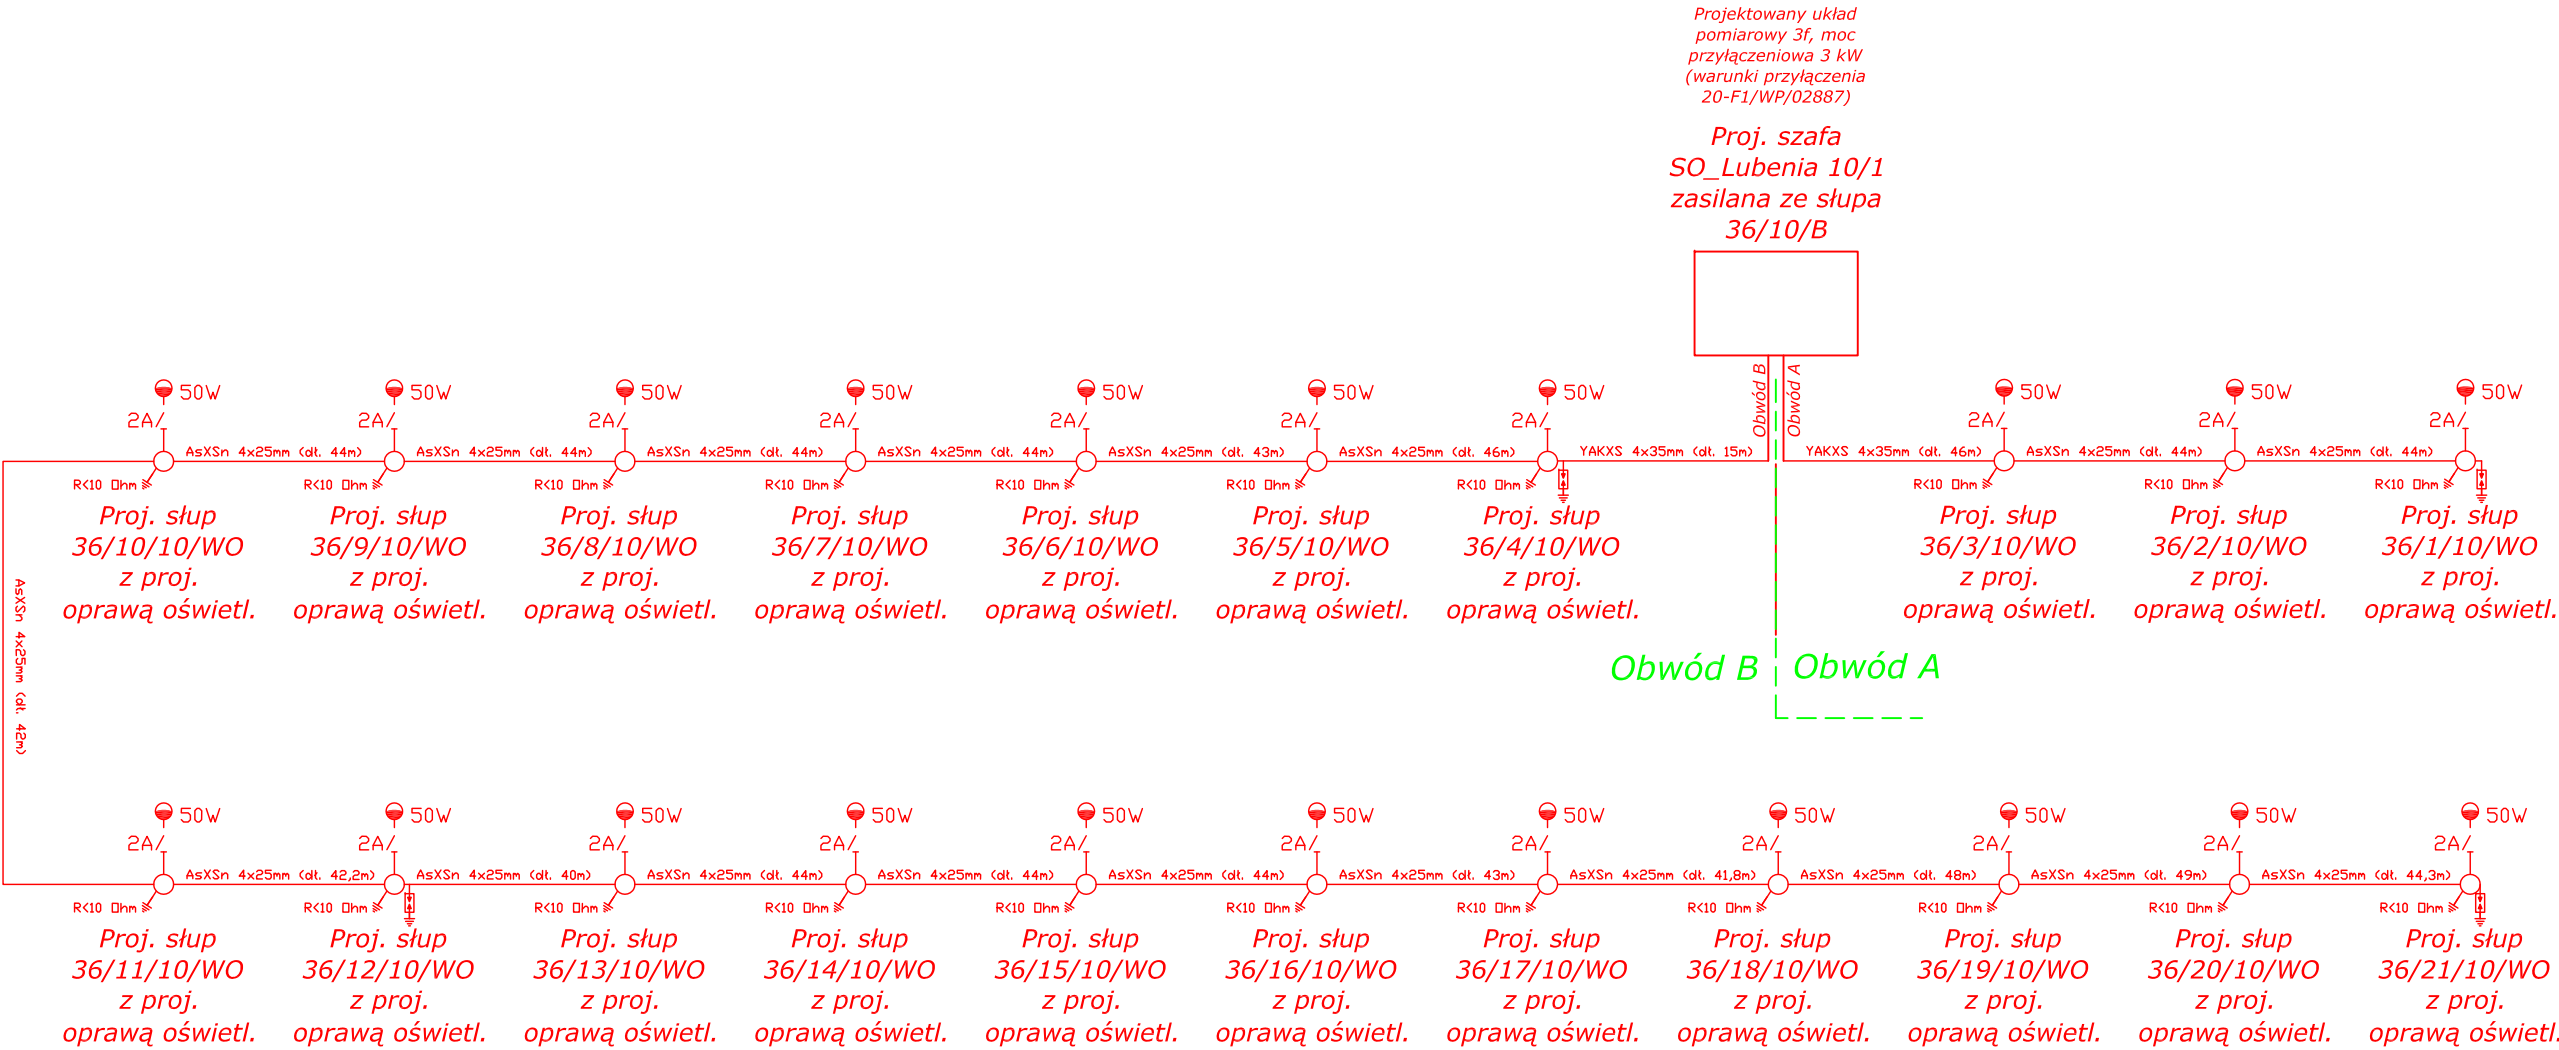 Projektowany układ
pomiarowy 3f, moc
przyłączeniowa 3 kW
(warunki przyłączenia
20-F1/WP/02887)
Proj. szafa
SO_Lubenia 10/1
zasilana ze słupa
36/10/B
Obwód B
Obwód A
50W 50W 50W 50W 50W 50W 50W 50W 50W 50W
2A 2A 2A 2A 2A 2A 2A 2A 2A 2A
AsXSn 4x25mm (dł. 44m) AsXSn 4x25mm (dł. 44m) AsXSn 4x25mm (dł. 44m) AsXSn 4x25mm (dł. 44m) AsXSn 4x25mm (dł. 43m) AsXSn 4x25mm (dł. 46m) YAKXS 4x35mm (dł. 15m) YAKXS 4x35mm (dł. 46m) AsXSn 4x25mm (dł. 44m) AsXSn 4x25mm (dł. 44m)
R<10 Ohm R<10 Ohm R<10 Ohm R<10 Ohm R<10 Ohm R<10 Ohm R<10 Ohm R<10 Ohm R<10 Ohm R<10 Ohm
Proj. słup Proj. słup Proj. słup Proj. słup Proj. słup Proj. słup Proj. słup Proj. słup Proj. słup Proj. słup
36/10/10/WO 36/9/10/WO 36/8/10/WO 36/7/10/WO 36/6/10/WO 36/5/10/WO 36/4/10/WO 36/3/10/WO 36/2/10/WO 36/1/10/WO
z proj. z proj. z proj. z proj. z proj. z proj. z proj. z proj. z proj. z proj.
oprawą oświetl. oprawą oświetl. oprawą oświetl. oprawą oświetl. oprawą oświetl. oprawą oświetl. oprawą oświetl. oprawą oświetl. oprawą oświetl. oprawą oświetl.
AsXSn 4x25mm (dł. 42m)
Obwód B Obwód A
50W 50W 50W 50W 50W 50W 50W 50W 50W 50W 50W
2A 2A 2A 2A 2A 2A 2A 2A 2A 2A 2A
AsXSn 4x25mm (dł. 42,2m) AsXSn 4x25mm (dł. 40m) AsXSn 4x25mm (dł. 44m) AsXSn 4x25mm (dł. 44m) AsXSn 4x25mm (dł. 44m) AsXSn 4x25mm (dł. 43m) AsXSn 4x25mm (dł. 41,8m) AsXSn 4x25mm (dł. 48m) AsXSn 4x25mm (dł. 49m) AsXSn 4x25mm (dł. 44,3m)
R<10 Ohm R<10 Ohm R<10 Ohm R<10 Ohm R<10 Ohm R<10 Ohm R<10 Ohm R<10 Ohm R<10 Ohm R<10 Ohm R<10 Ohm
Proj. słup Proj. słup Proj. słup Proj. słup Proj. słup Proj. słup Proj. słup Proj. słup Proj. słup Proj. słup Proj. słup
36/11/10/WO 36/12/10/WO 36/13/10/WO 36/14/10/WO 36/15/10/WO 36/16/10/WO 36/17/10/WO 36/18/10/WO 36/19/10/WO 36/20/10/WO 36/21/10/WO
z proj. z proj. z proj. z proj. z proj. z proj. z proj. z proj. z proj. z proj. z proj.
oprawą oświetl. oprawą oświetl. oprawą oświetl. oprawą oświetl. oprawą oświetl. oprawą oświetl. oprawą oświetl. oprawą oświetl. oprawą oświetl. oprawą oświetl. oprawą oświetl.